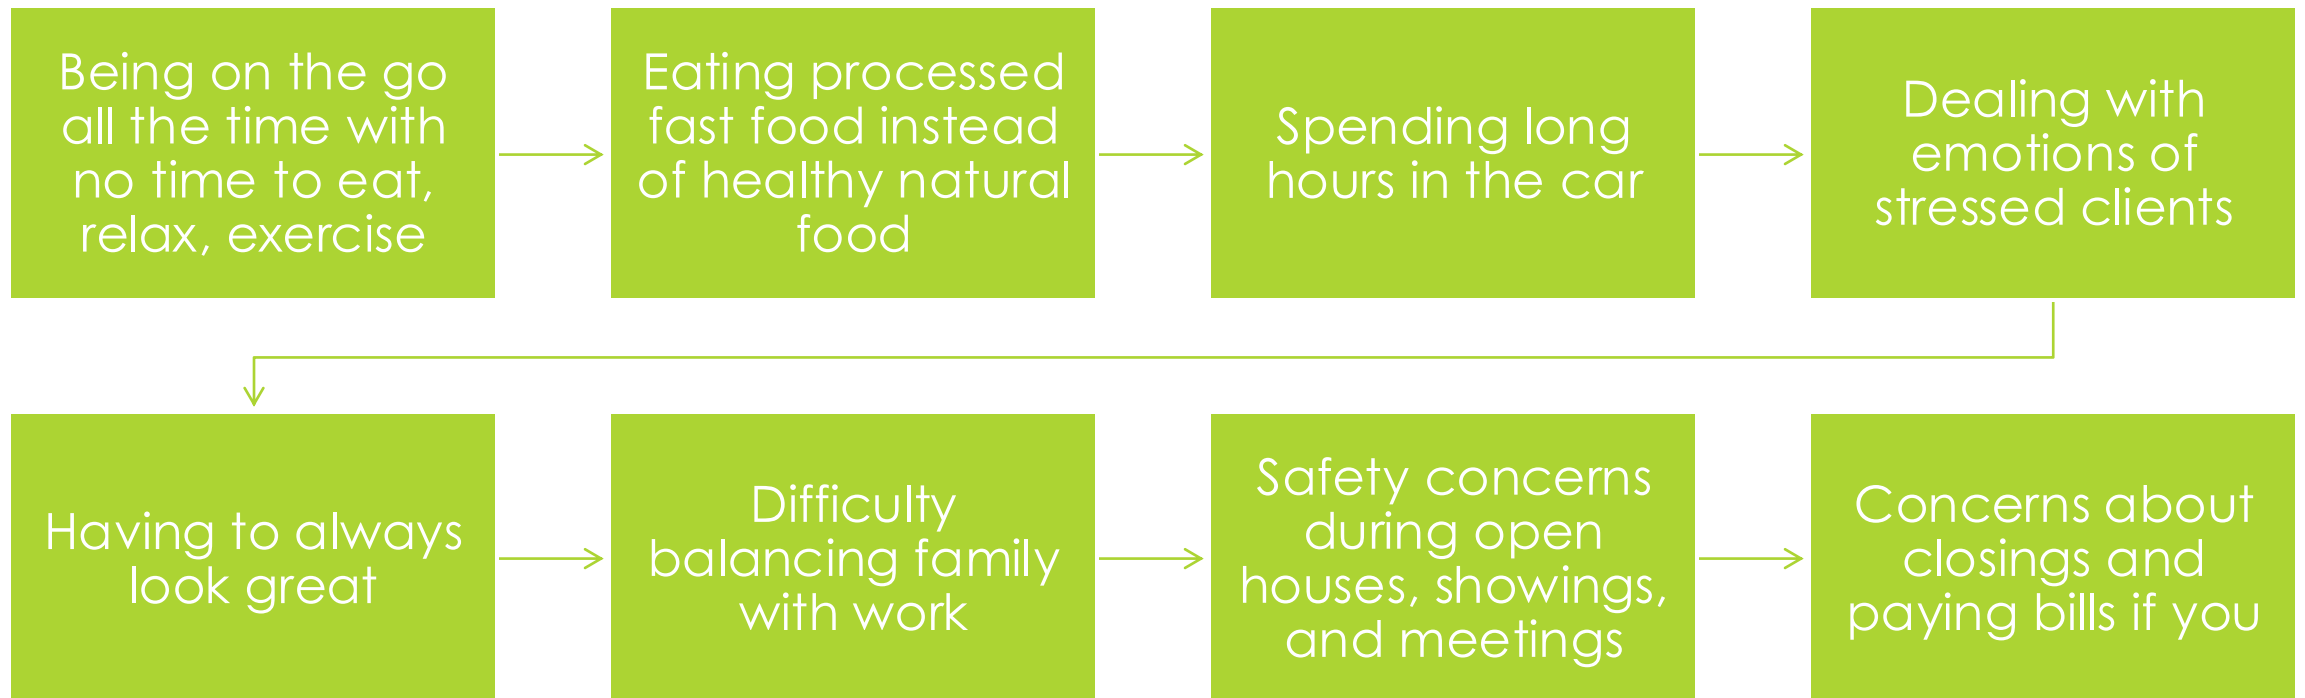 Being on the go
all the time with
no time to eat,
relax, exercise
Eating processed
fast food instead
of healthy natural
food
Spending long
hours in the car
Dealing with
emotions of
stressed clients
Having to always
look great
Difficulty
balancing family
with work
Safety concerns
during open
houses, showings,
and meetings
Concerns about
closings and
paying bills if you